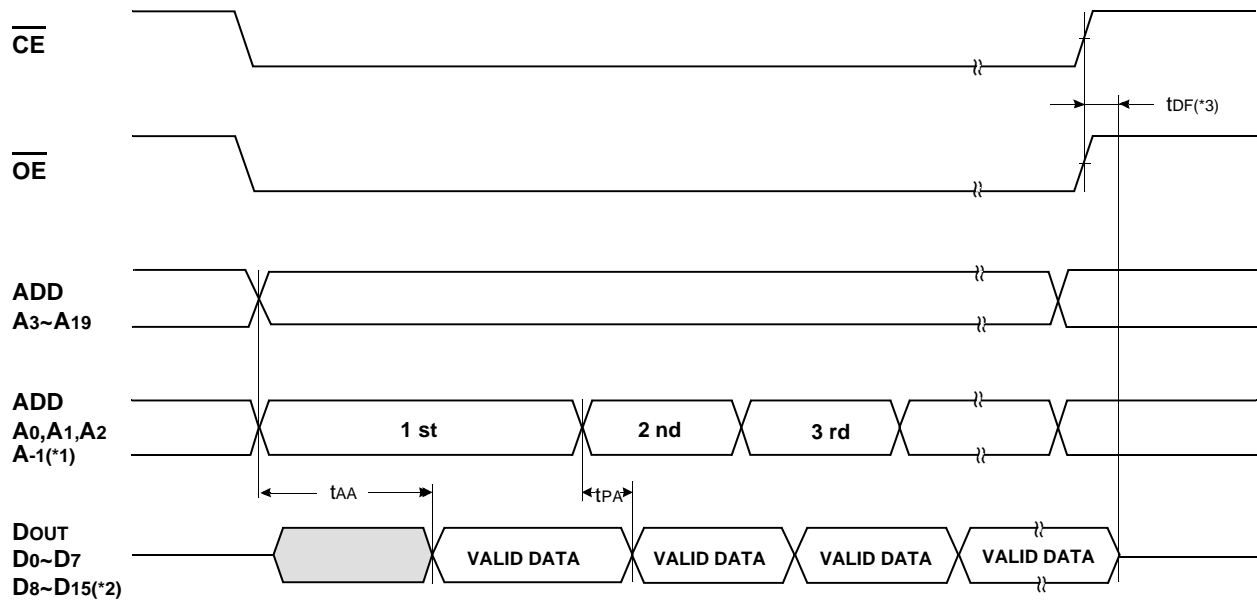 CE
tDF(*3)
OE
ADD
A3~A19
ADD
A0,A1,A2
A-1(*1)
1 st
2 nd
3 rd
tAA
tPA
DOUT
D0~D7
D8~D15(*2)
VALID DATA
VALID DATA
VALID DATA
VALID DATA